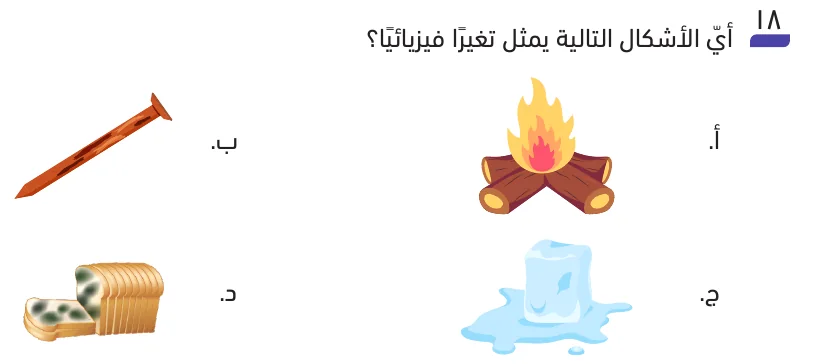 ١٨ أيّ الأشكال التالية يمثل تغيرًا فيزيائيًا؟
أ. ب.
ج. د.